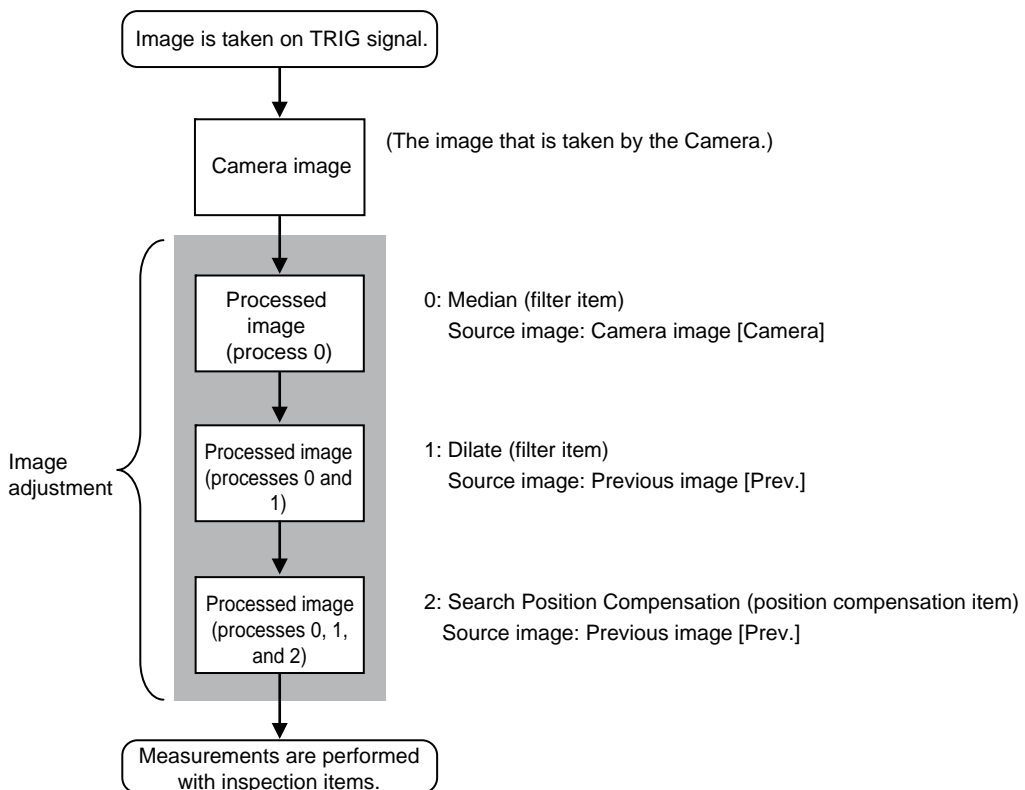 Image is taken on TRIG signal.
Camera image
(The image that is taken by the Camera.)
Processed
image
(process 0)
0: Median (filter item)
Source image: Camera image [Camera]
Image
adjustment
Processed image
(processes 0 and
1)
1: Dilate (filter item)
Source image: Previous image [Prev.]
Processed image
(processes 0, 1,
and 2)
2: Search Position Compensation (position compensation item)
Source image: Previous image [Prev.]
Measurements are performed
with inspection items.